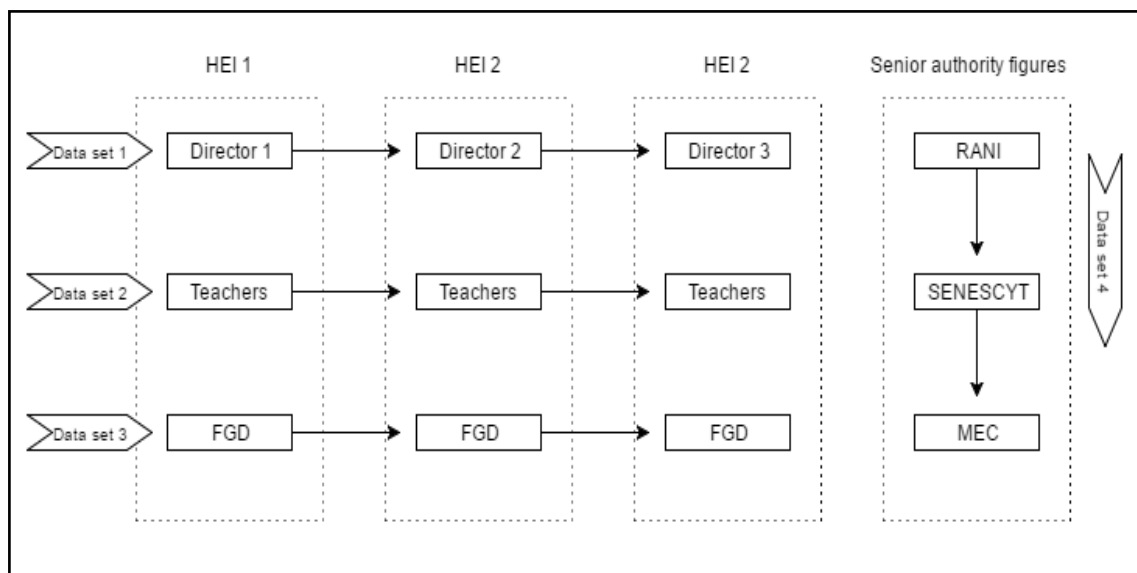 HEI 1
HEI 2
HEI 2
Senior authority figures
Data set 1
Director 1
Director 2
Director 3
RANI
Data set 2
Teachers
Teachers
Teachers
SENESCYT
Data set 4
Data set 3
FGD
FGD
FGD
MEC